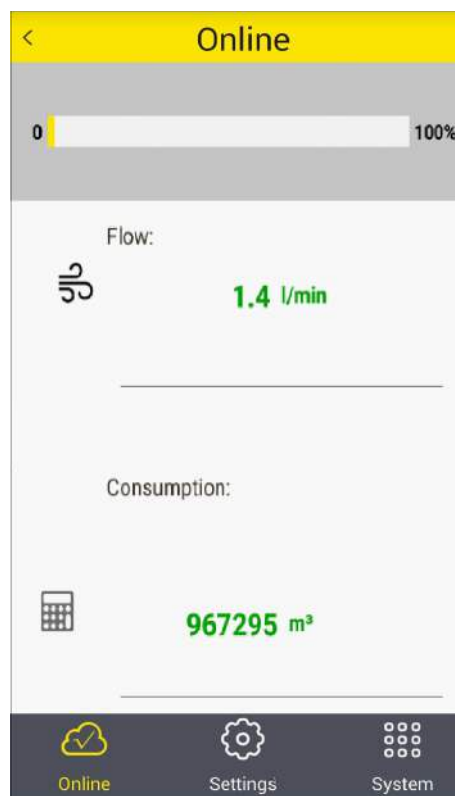 Online
0 100%
Flow:
1.4 l/min
Consumption:
967295 m³
Online Settings System